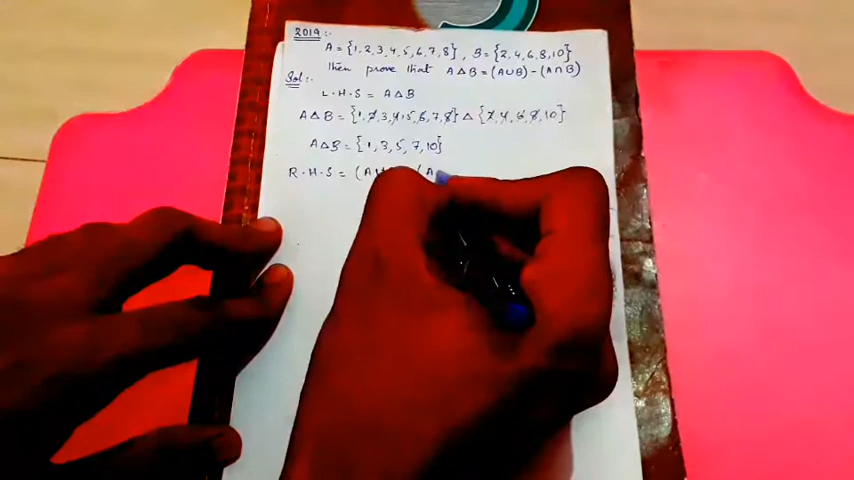 2019:-
A = {1,2,3,4,5,6,7,8}, B = {2,4,6,8,10}
then prove that A∆B = (A∪B) - (A∩B)
Sol:-
L.H.S = A∆B
A∆B = {1,2,3,4,5,6,7,8} ∆ {2,4,6,8,10}
A∆B = {1,3,5,7,10}
R.H.S = (A